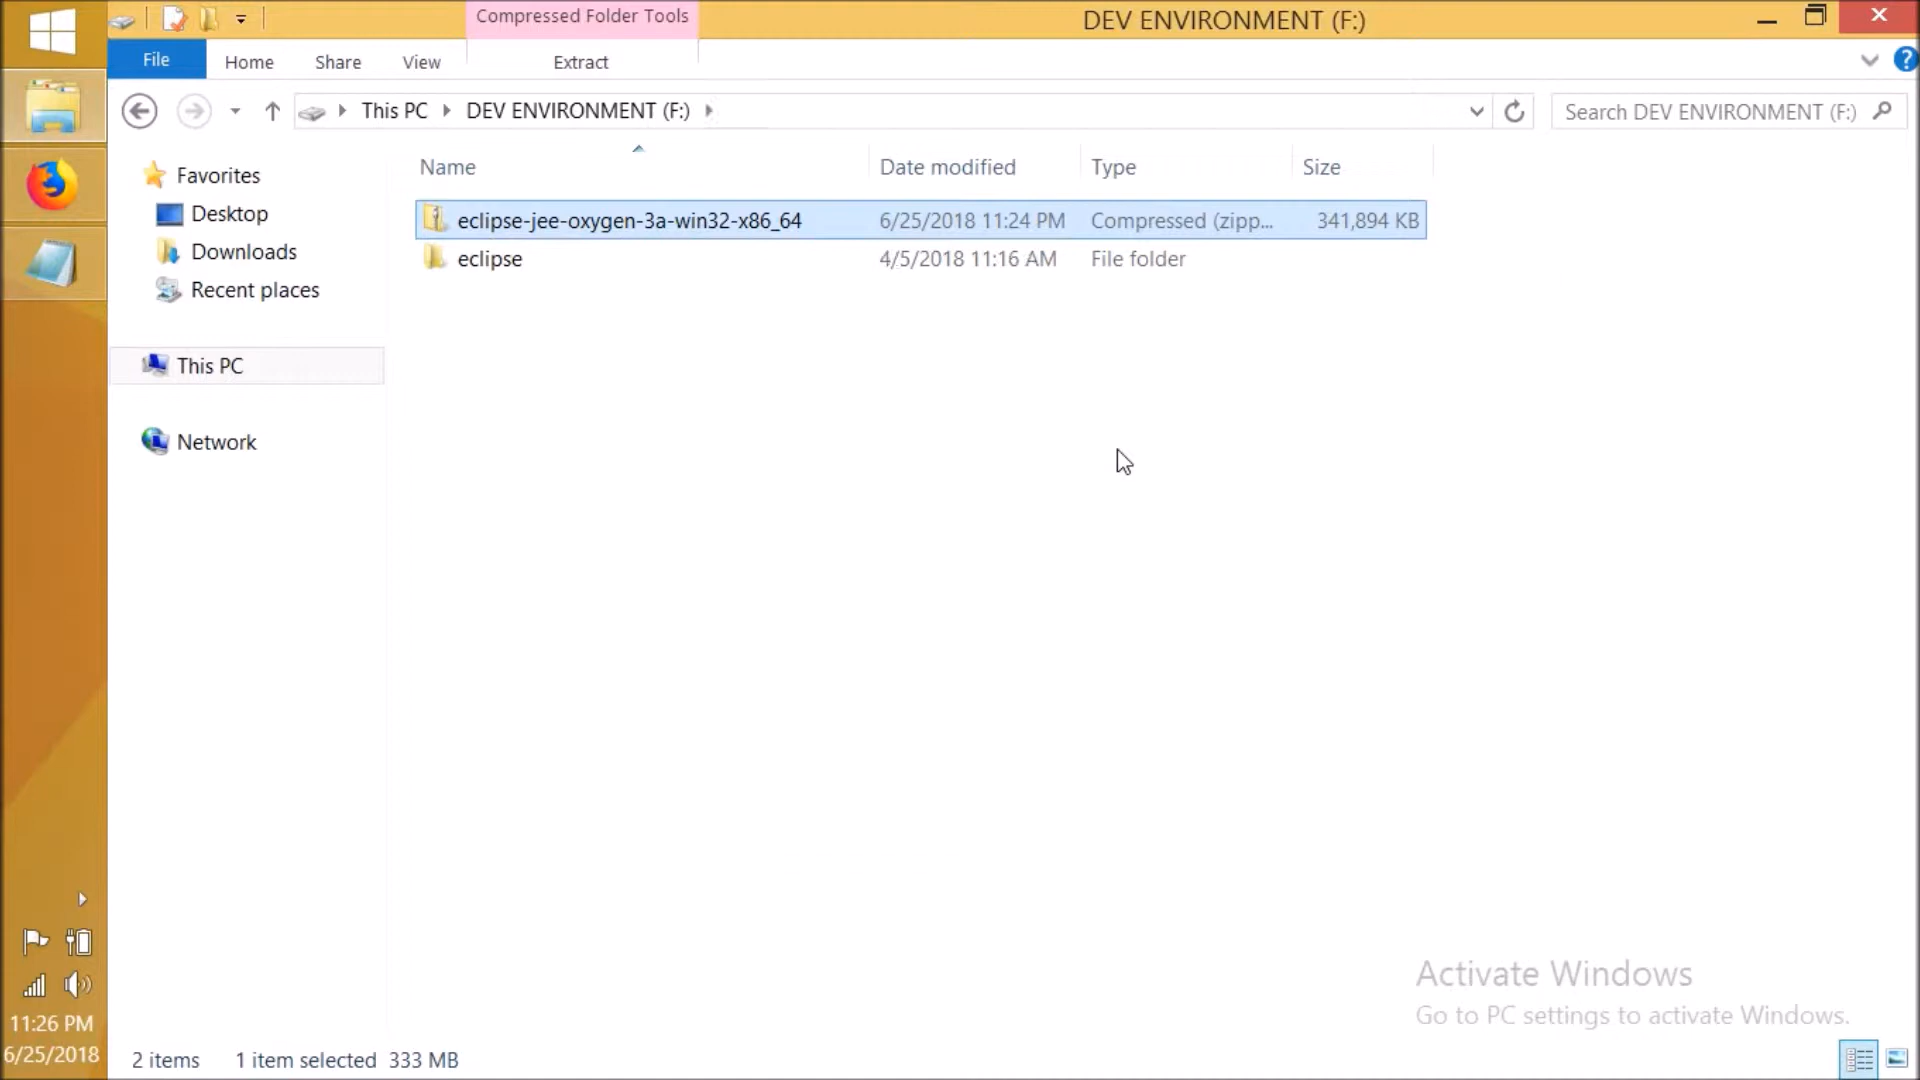 Compressed Folder Tools
DEV ENVIRONMENT (F:)
File Home Share View Extract
This PC DEV ENVIRONMENT (F:)
Search DEV ENVIRONMENT (F:)
Name Date modified Type Size
eclipse-jee-oxygen-3a-win32-x86_64 6/25/2018 11:24 PM Compressed (zipp... 341,894 KB
eclipse 4/5/2018 11:16 AM File folder
Favorites
Desktop
Downloads
Recent places
This PC
Network
Activate Windows
Go to PC settings to activate Windows.
11:26 PM
6/25/2018
2 items 1 item selected 333 MB